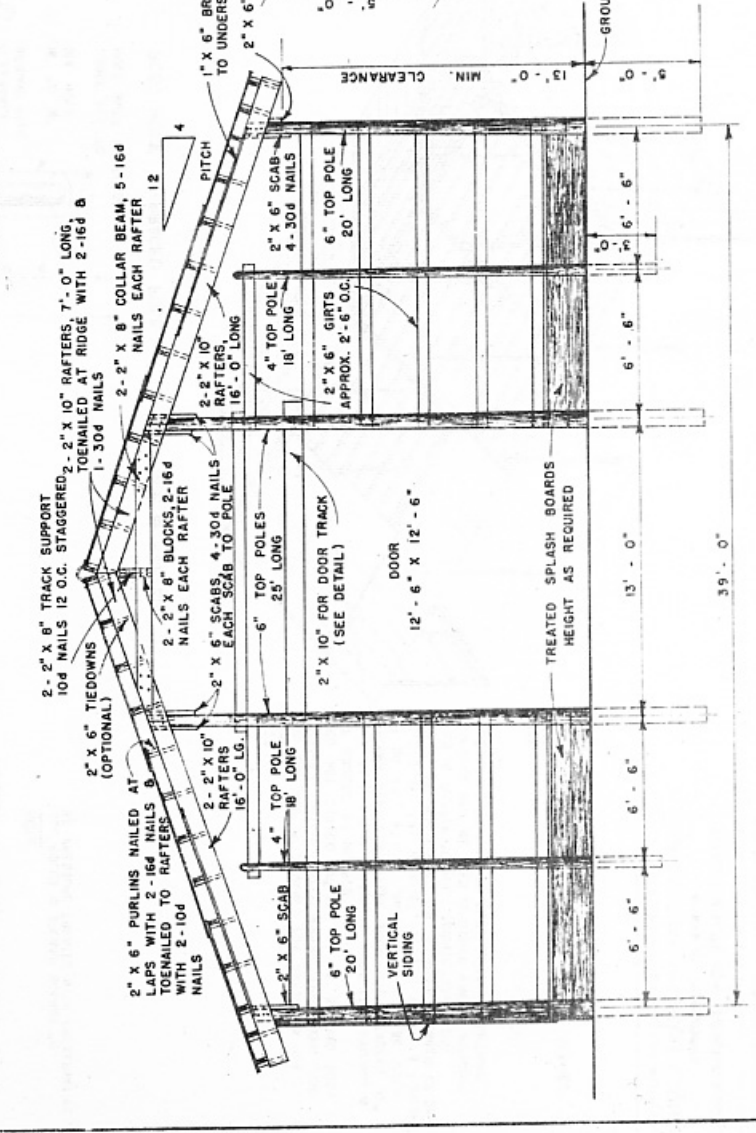 2 - 2" X 8" TRACK SUPPORT
10d NAILS 12 O.C. STAGGERED
2" X 6" TIEDOWNS
(OPTIONAL)
2" X 6" PURLINS NAILED AT
LAPS WITH 2 -16d NAILS &
TOENAILED TO RAFTERS
WITH 2-10d
NAILS
2- 2" X 10" RAFTERS, 7'- 0" LONG,
TOENAILED AT RIDGE WITH 2-16d &
1- 30d NAILS
2- 2" X 8" COLLAR BEAM, 5-16d
NAILS EACH RAFTER
12
4
PITCH
1" X 6" BR
TO UNDERS
2" X 6"
5'- 0"
2- 2" X 10"
RAFTERS
16'- 0" LG.
2- 2" X 8" BLOCKS, 2-16d
NAILS EACH RAFTER
2" X 6" SCABS, 4-30d NAILS
EACH SCAB TO POLE
2- 2" X 10"
RAFTERS,
16'- 0" LONG
2" X 6" SCAB
2" X 6" SCAB
4-30d NAILS
6" TOP POLE
20' LONG
4" TOP POLE
18' LONG
6" TOP POLES
25' LONG
4" TOP POLE
18' LONG
6" TOP POLE
20' LONG
VERTICAL
SIDING
2" X 10" FOR DOOR TRACK
(SEE DETAIL)
2" X 6" GIRTS
APPROX. 2'-6" O.C.
DOOR
12' - 6" X 12' - 6"
TREATED SPLASH BOARDS
HEIGHT AS REQUIRED
13'- 0" MIN. CLEARANCE
GROU
5'- 0"
6' - 6"
6' - 6"
13' - 0"
6' - 6"
6' - 6"
39'- 0"